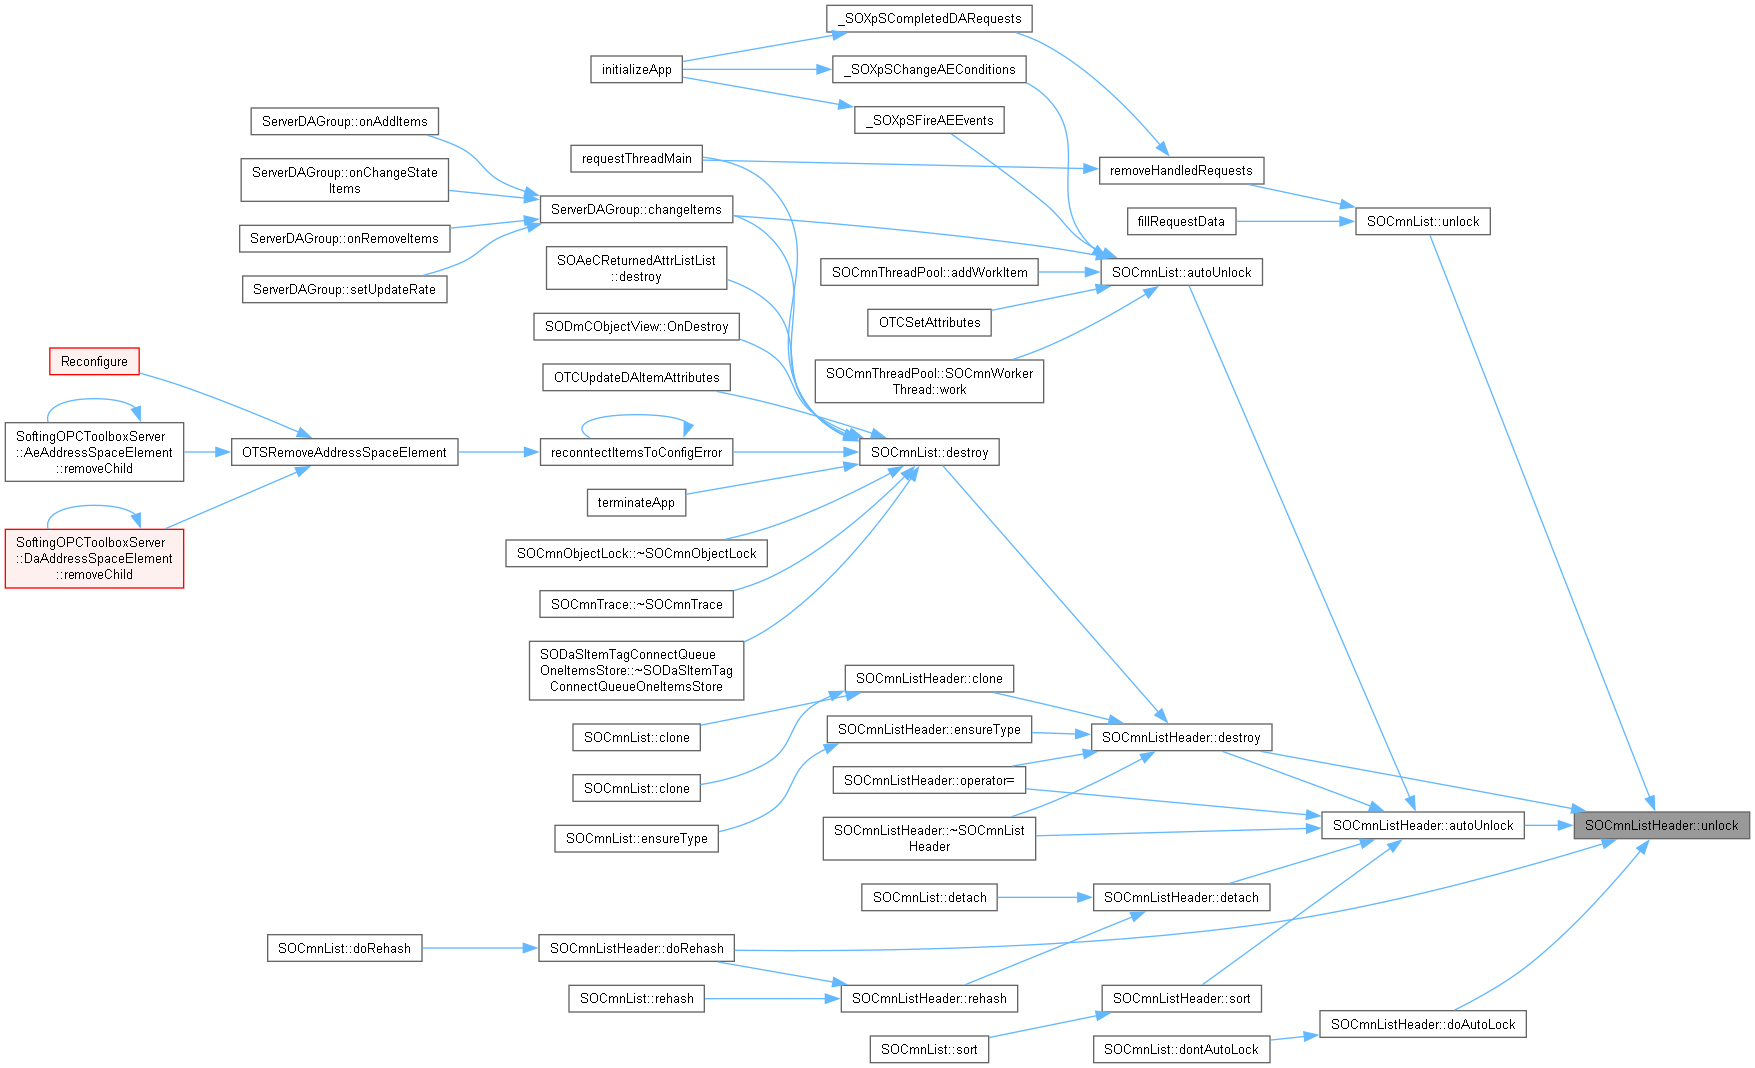 _SOXpSCompletedDARequests
initializeApp
_SOXpSChangeAEConditions
_SOXpSFireAEEvents
ServerDAGroup::onAddItems
requestThreadMain
removeHandledRequests
ServerDAGroup::onChangeState
Items
ServerDAGroup::changeItems
fillRequestData
SOCmnList::unlock
ServerDAGroup::onRemoveItems
SOAeCReturnedAttrListList
::destroy
SOCmnThreadPool::addWorkItem
SOCmnList::autoUnlock
ServerDAGroup::setUpdateRate
SODmCObjectView::OnDestroy
OTCSetAttributes
Reconfigure
OTCUpdateDAItemAttributes
SOCmnThreadPool::SOCmnWorker
Thread::work
SoftingOPCToolboxServer
::AeAddressSpaceElement
::removeChild
OTSRemoveAddressSpaceElement
reconntectItemsToConfigError
SOCmnList::destroy
terminateApp
SoftingOPCToolboxServer
::DaAddressSpaceElement
::removeChild
SOCmnObjectLock::~SOCmnObjectLock
SOCmnTrace::~SOCmnTrace
SODaSItemTagConnectQueue
OneItemsStore::~SODaSItemTag
ConnectQueueOneItemsStore
SOCmnListHeader::clone
SOCmnList::clone
SOCmnListHeader::ensureType
SOCmnListHeader::destroy
SOCmnList::clone
SOCmnListHeader::operator=
SOCmnList::ensureType
SOCmnListHeader::~SOCmnList
Header
SOCmnListHeader::autoUnlock
SOCmnListHeader::unlock
SOCmnList::detach
SOCmnListHeader::detach
SOCmnList::doRehash
SOCmnListHeader::doRehash
SOCmnList::rehash
SOCmnListHeader::rehash
SOCmnListHeader::sort
SOCmnListHeader::doAutoLock
SOCmnList::sort
SOCmnList::dontAutoLock